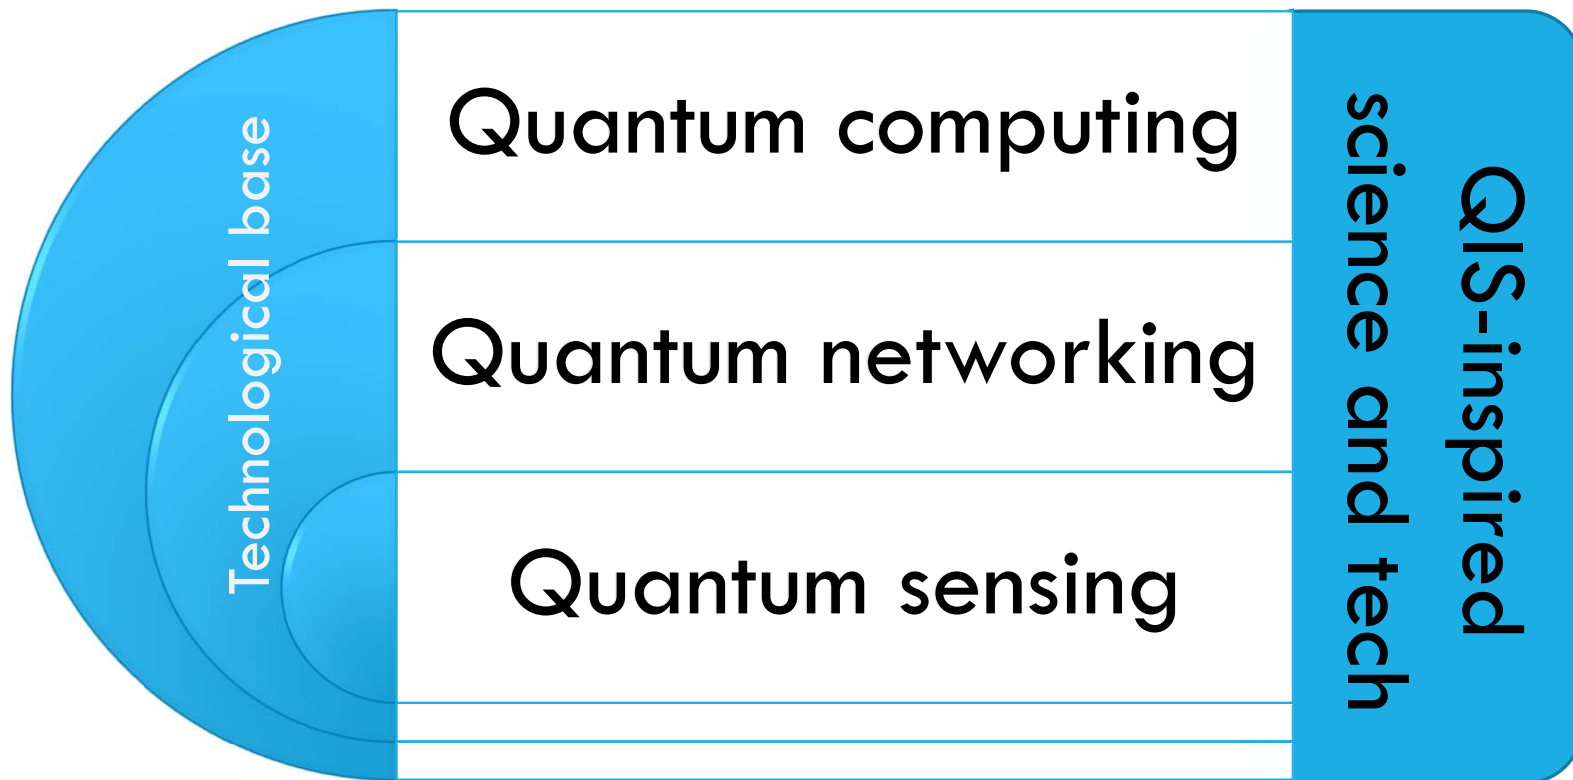 Technological base
Quantum computing
Quantum networking
Quantum sensing
QIS-inspired
science and tech